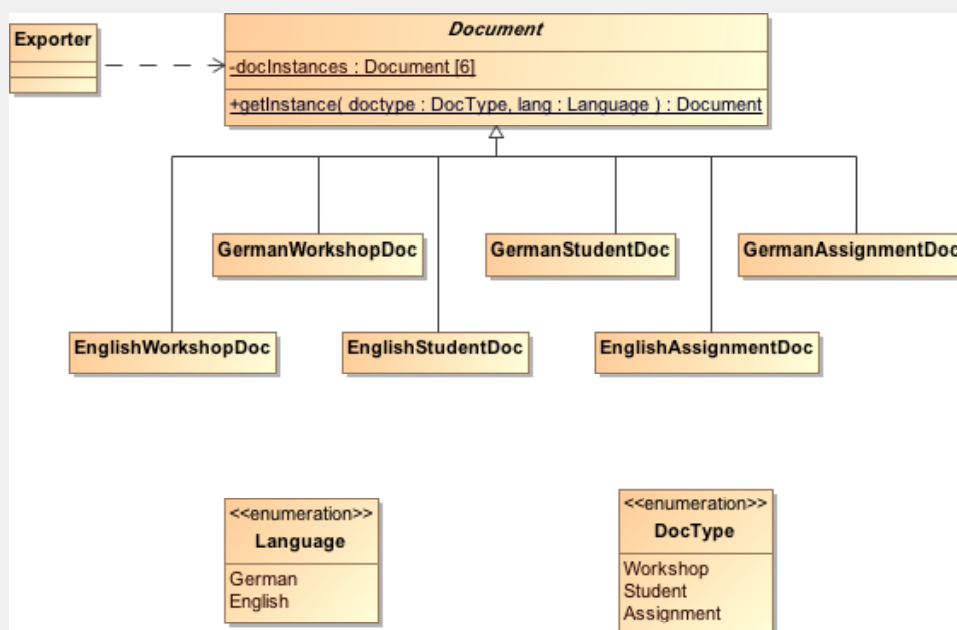 Exporter
Document
-docInstances : Document [6]
+getInstance( doctype : DocType, lang : Language ) : Document
GermanWorkshopDoc
GermanStudentDoc
GermanAssignmentDoc
EnglishWorkshopDoc
EnglishStudentDoc
EnglishAssignmentDoc
<<enumeration>>
Language
German
English
<<enumeration>>
DocType
Workshop
Student
Assignment